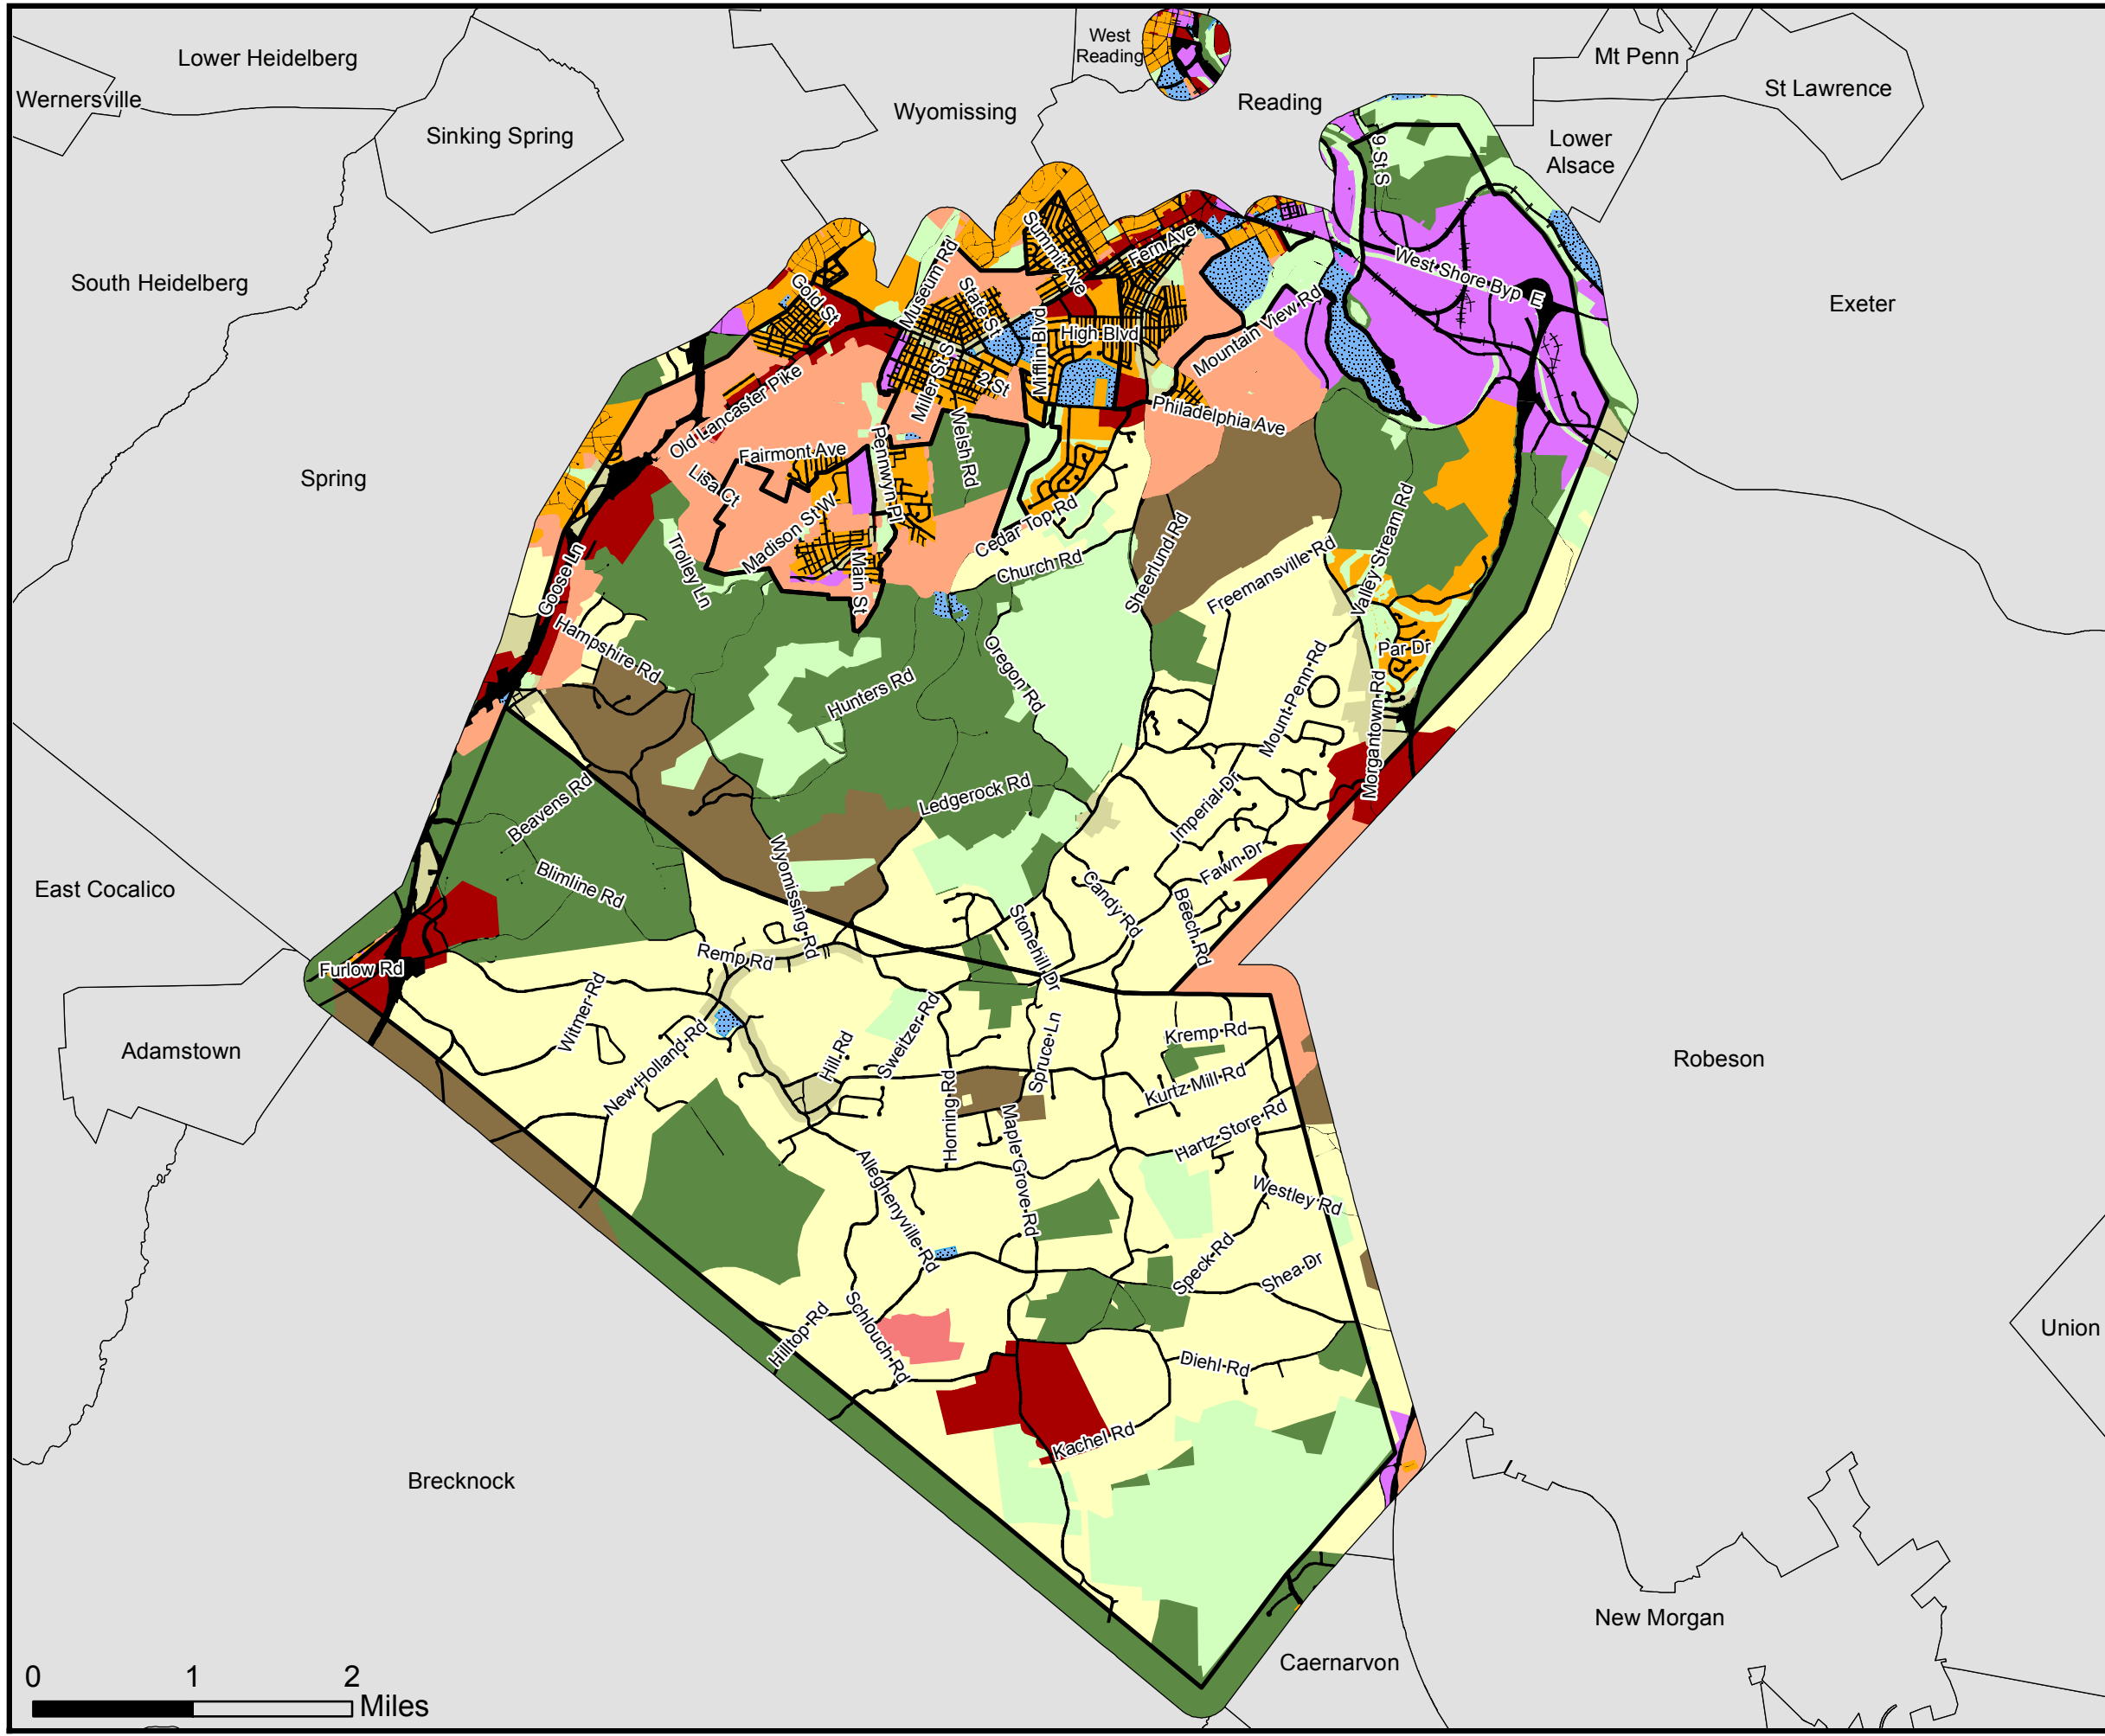 Lower Heidelberg
Wernersville
Sinking Spring
West
Reading
Wyomissing
Reading
Mt Penn
St Lawrence
Lower
Alsace
South Heidelberg
Exeter
Spring
East Cocalico
Adamstown
Brecknock
Robeson
Union
New Morgan
Caernarvon
9 St S
West Shore Byp E
Summit Ave
Fern Ave
Museum Rd
State St
Gold St
High Blvd
Mifflin Blvd
Mountain View Rd
Miller St S
2 St
Old Lancaster Pike
Philadelphia Ave
Welsh Rd
Pennwyn Pl
Fairmont Ave
Lisa Ct
Madison St W
Cedar Top Rd
Church Rd
Main St
Trolley Ln
Goose Ln
Hampshire Rd
Sheerlund Rd
Freemansville Rd
Valley Stream Rd
Par Dr
Mount Penn Rd
Morgantown Rd
Hunters Rd
Oregon Rd
Ledgerock Rd
Imperial Dr
Fawn Dr
Candy Rd
Beech Rd
Beavens Rd
Blimline Rd
Wyomissing Rd
Remp Rd
Stonehill Dr
Furlow Rd
Witmer Rd
New Holland Rd
Hill Rd
Sweitzer Rd
Spruce Ln
Kremp Rd
Kurtz Mill Rd
Hartz Store Rd
Horning Rd
Maple Grove Rd
Alleghenyville Rd
Westley Rd
Speck Rd
Shea Dr
Schlouch Rd
Hilltop Rd
Diehl Rd
Kachel Rd
0 1 2
Miles